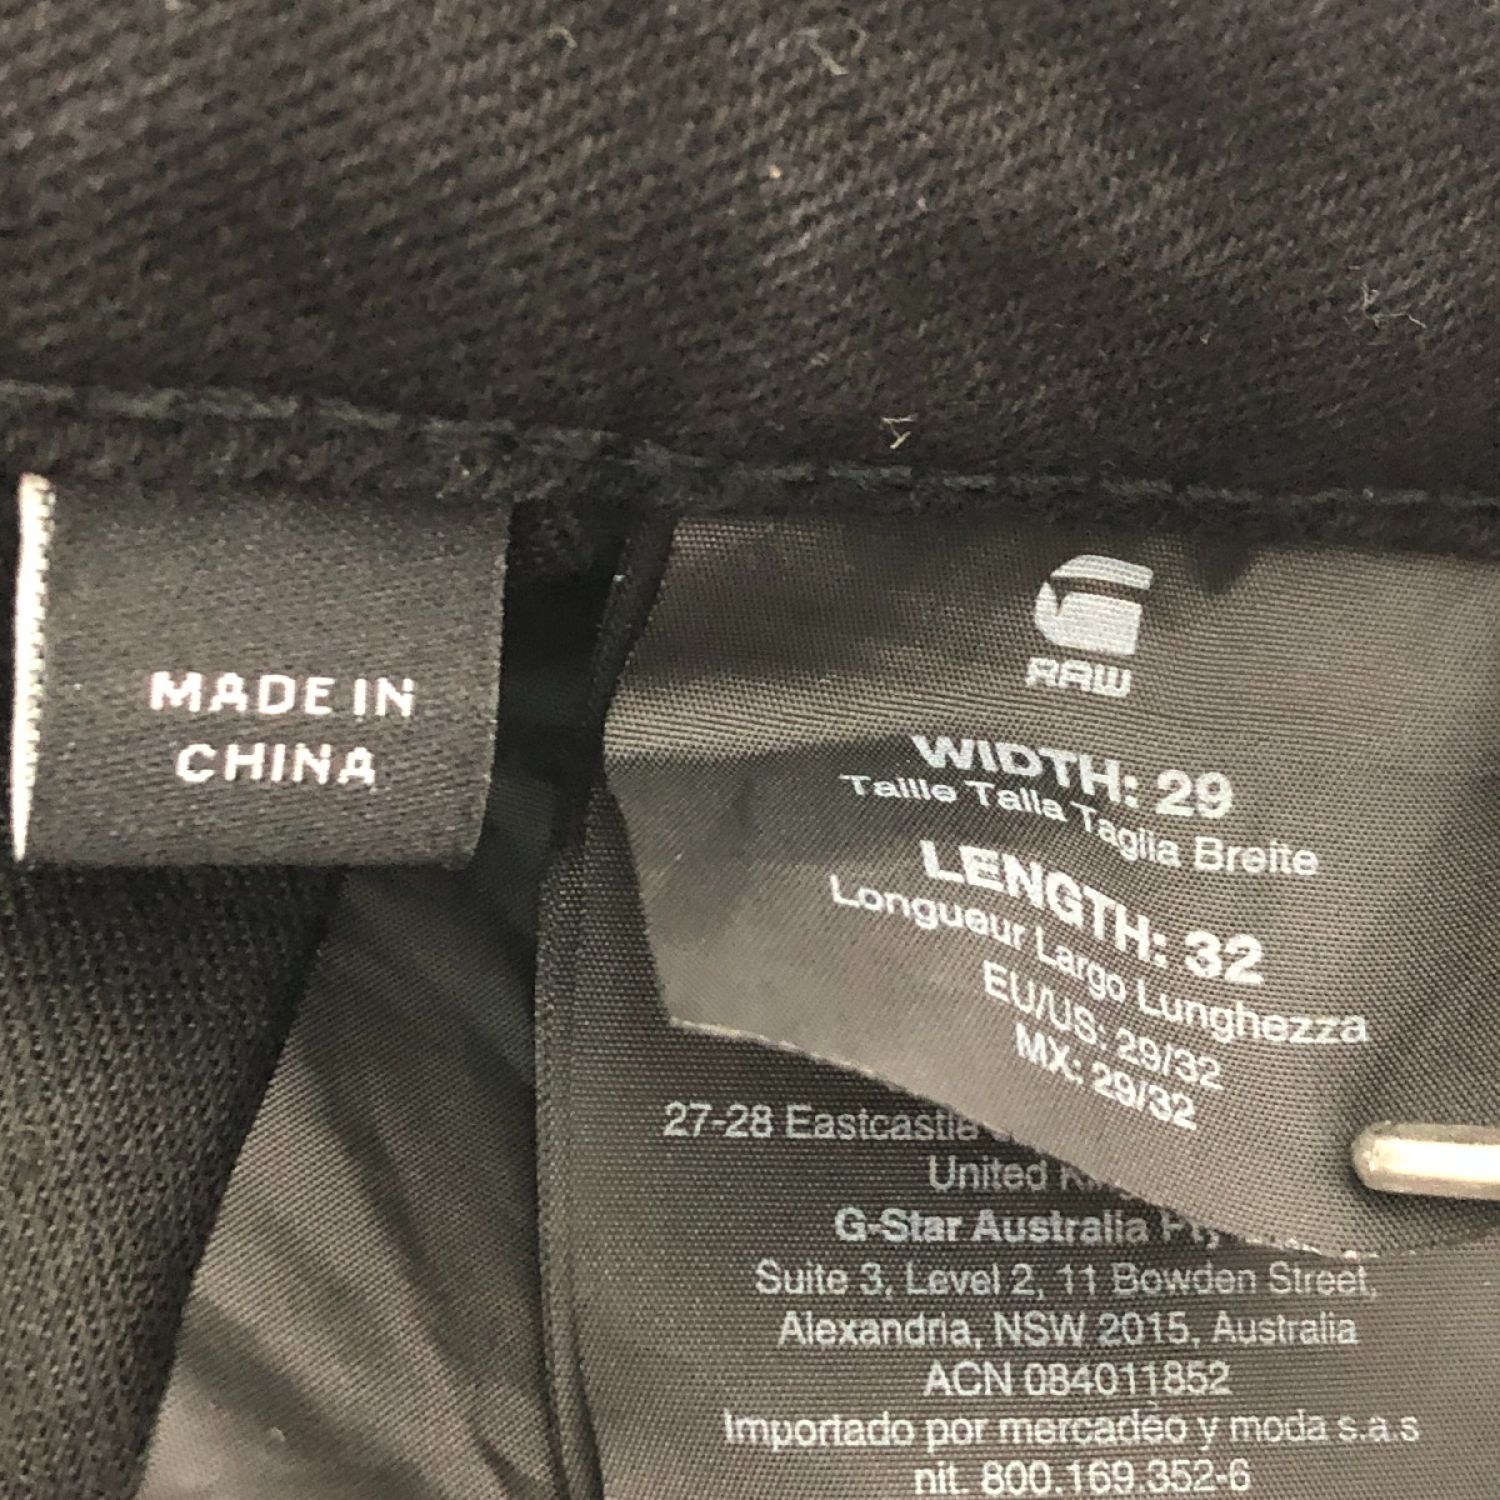 MADE IN
CHINA
RAW
WIDTH: 29
Taille Talla Taglia Breite
LENGTH: 32
Longueur Largo Lunghezza
EU/US: 29/32
MX: 29/32
27-28 Eastcastle
United
G-Star Australia Pty
Suite 3, Level 2, 11 Bowden Street,
Alexandria, NSW 2015, Australia
ACN 084011852
Importado por mercadeo y moda s.a.s
nit. 800.169.352-6